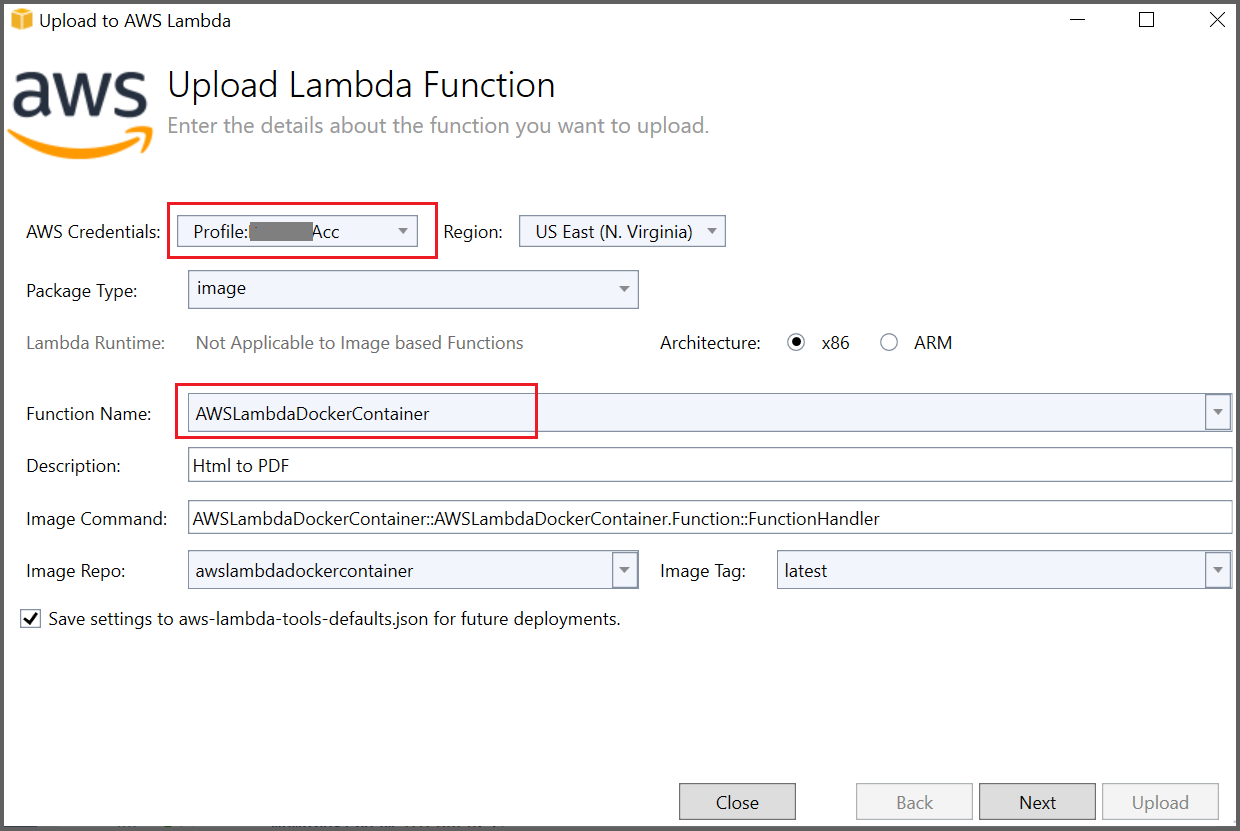 Upload to AWS Lambda
aws
Upload Lambda Function
Enter the details about the function you want to upload.
AWS Credentials: Profile: Acc Region: US East (N. Virginia)
Package Type: image
Lambda Runtime: Not Applicable to Image based Functions Architecture: x86 ARM
Function Name: AWSLambdaDockerContainer
Description: Html to PDF
Image Command: AWSLambdaDockerContainer::AWSLambdaDockerContainer.Function::FunctionHandler
Image Repo: awslambdadockercontainer Image Tag: latest
Save settings to aws-lambda-tools-defaults.json for future deployments.
Close Back Next Upload